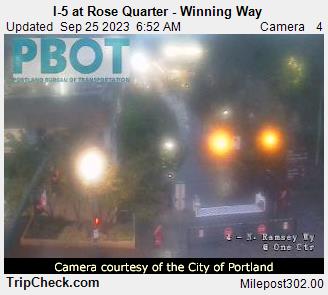 I-5 at Rose Quarter - Winning Way
Updated Sep 25 2023 6:52 AM Camera 4
PBOT
PORTLAND BUREAU OF TRANSPORTATION
4 - N. Ramsey Wy
@ One Ctr
Camera courtesy of the City of Portland
TripCheck.com Milepost302.00